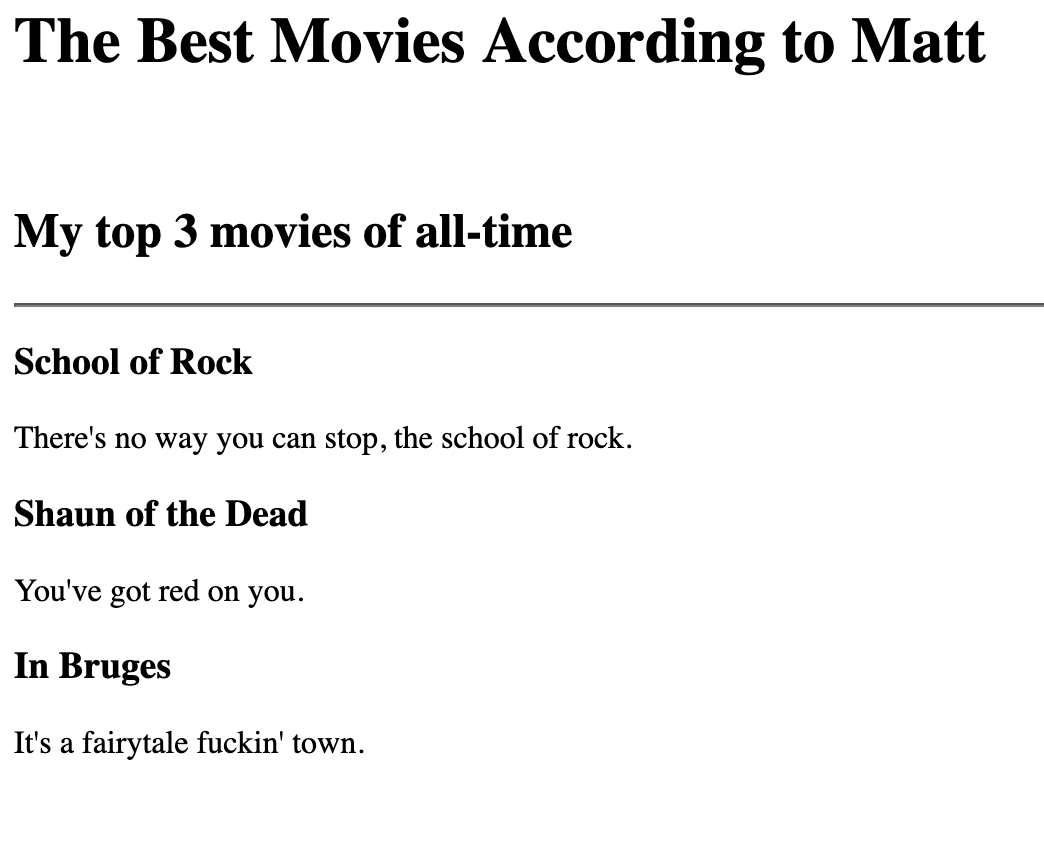 The Best Movies According to Matt
My top 3 movies of all-time
School of Rock
There's no way you can stop, the school of rock.
Shaun of the Dead
You've got red on you.
In Bruges
It's a fairytale fuckin' town.